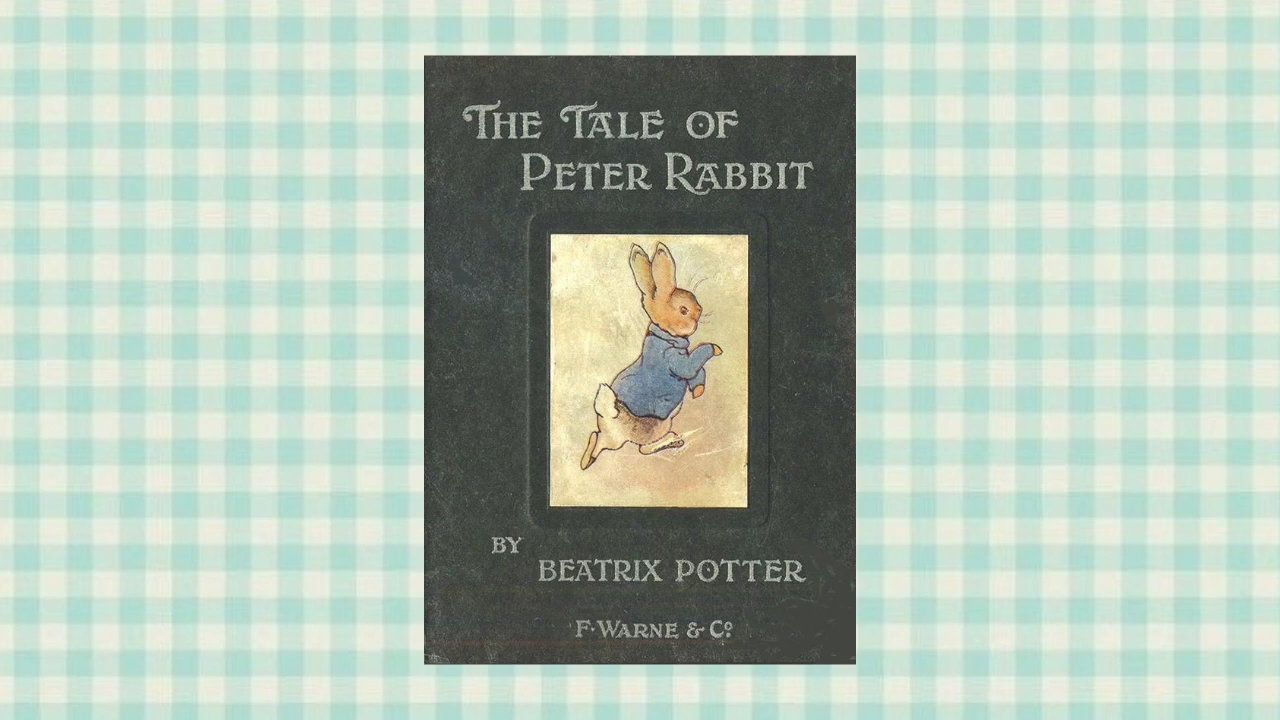 The Tale of
Peter Rabbit
BY
BEATRIX POTTER
F. WARNE & Co